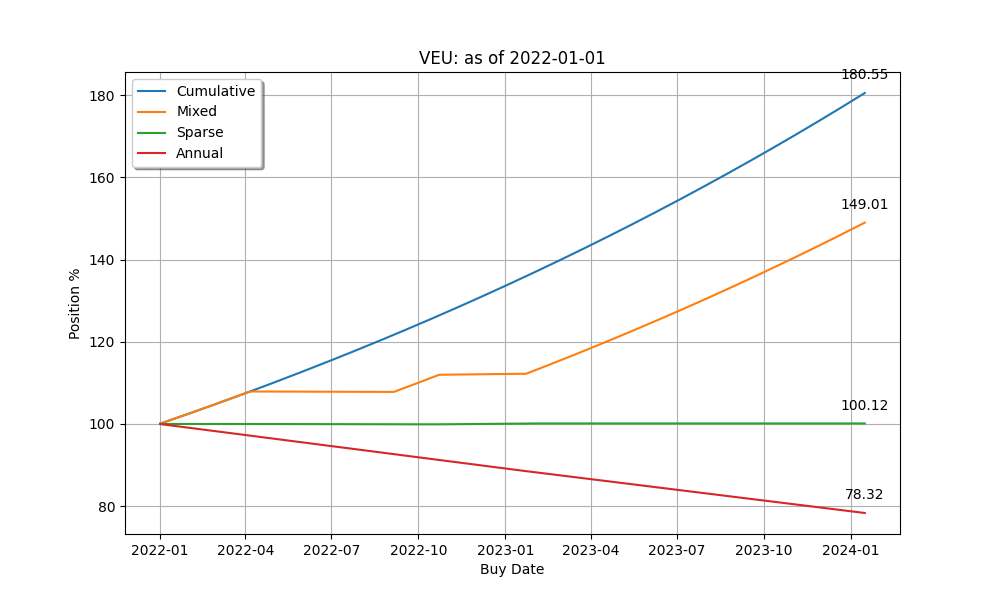 VEU: as of 2022-01-01
180.55
Cumulative
Mixed
Sparse
Annual
149.01
100.12
78.32
180
160
140
120
100
80
Position %
2022-01 2022-04 2022-07 2022-10 2023-01 2023-04 2023-07 2023-10 2024-01
Buy Date